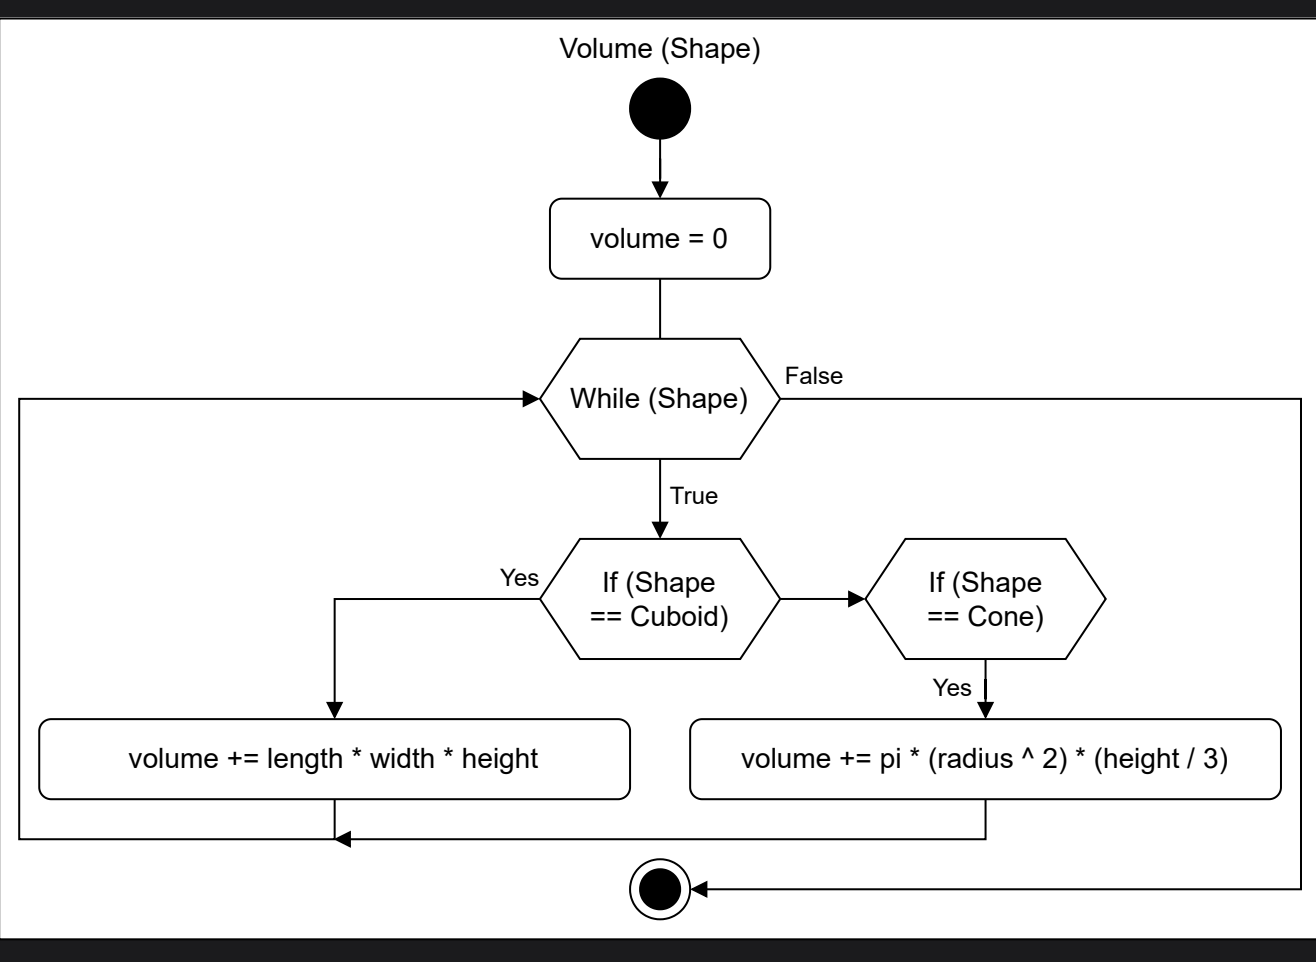 Volume (Shape)
volume = 0
While (Shape)
False
True
Yes
If (Shape
== Cuboid)
If (Shape
== Cone)
Yes
volume += length * width * height
volume += pi * (radius ^ 2) * (height / 3)